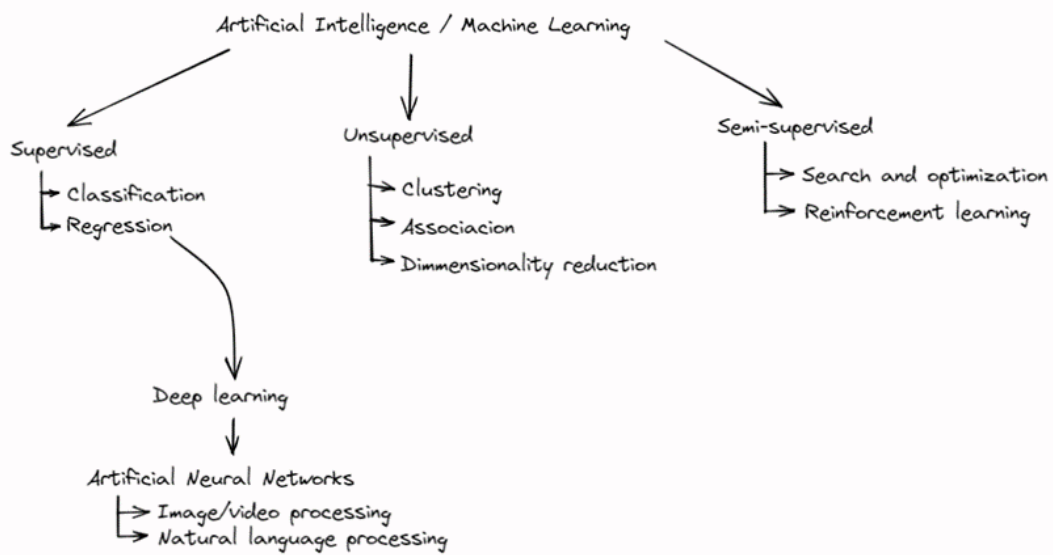 Artificial Intelligence / Machine Learning
Supervised
Classification
Regression
Unsupervised
Clustering
Associacion
Dimmensionality reduction
Semi-supervised
Search and optimization
Reinforcement learning
Deep learning
Artificial Neural Networks
Image/video processing
Natural language processing